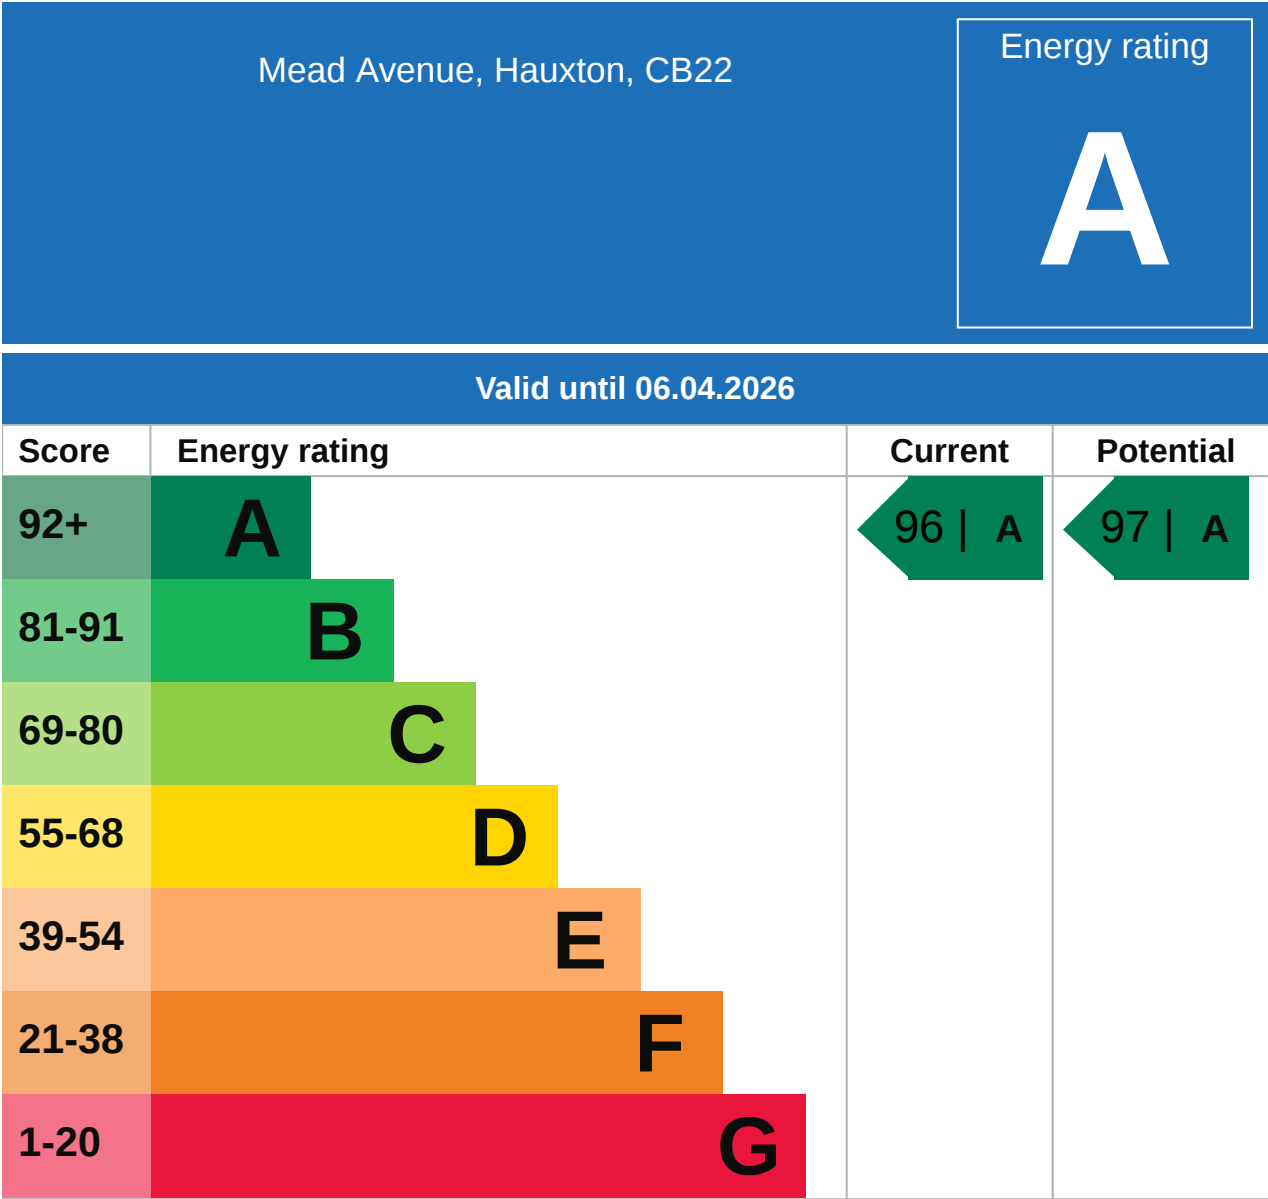 Mead Avenue, Hauxton, CB22
Energy rating
A
Valid until 06.04.2026
Score Energy rating Current Potential
92+ A 96 | A 97 | A
81-91 B
69-80 C
55-68 D
39-54 E
21-38 F
1-20 G